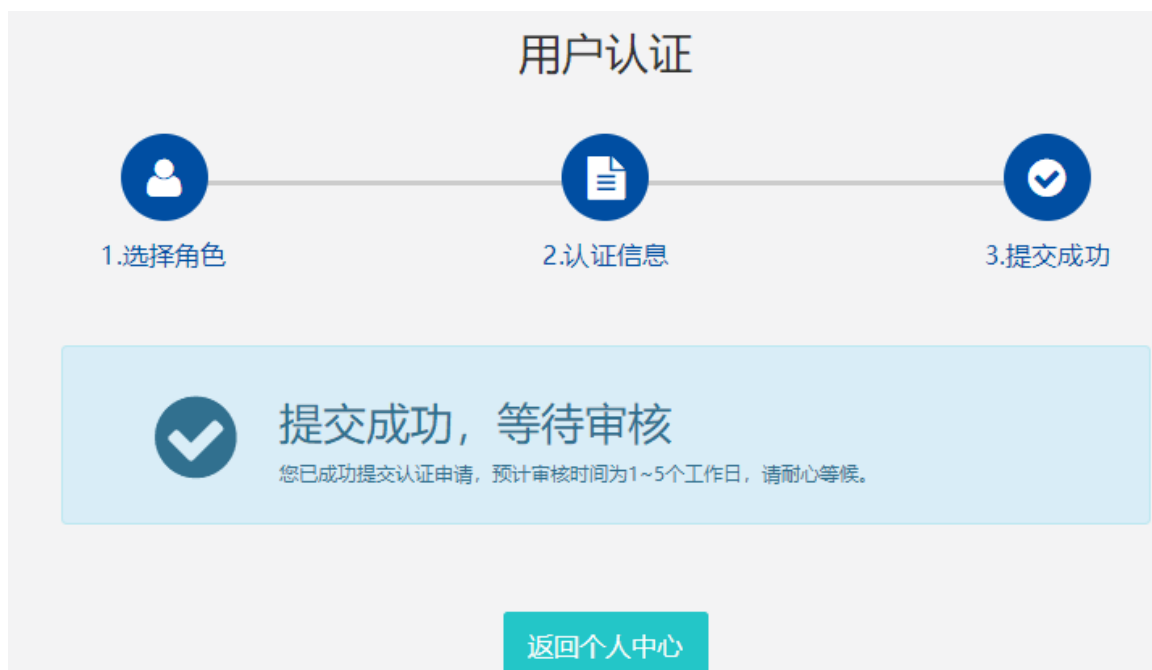 用户认证
1.选择角色
2.认证信息
3.提交成功
提交成功，等待审核
您已成功提交认证申请，预计审核时间为1~5个工作日，请耐心等候。
返回个人中心